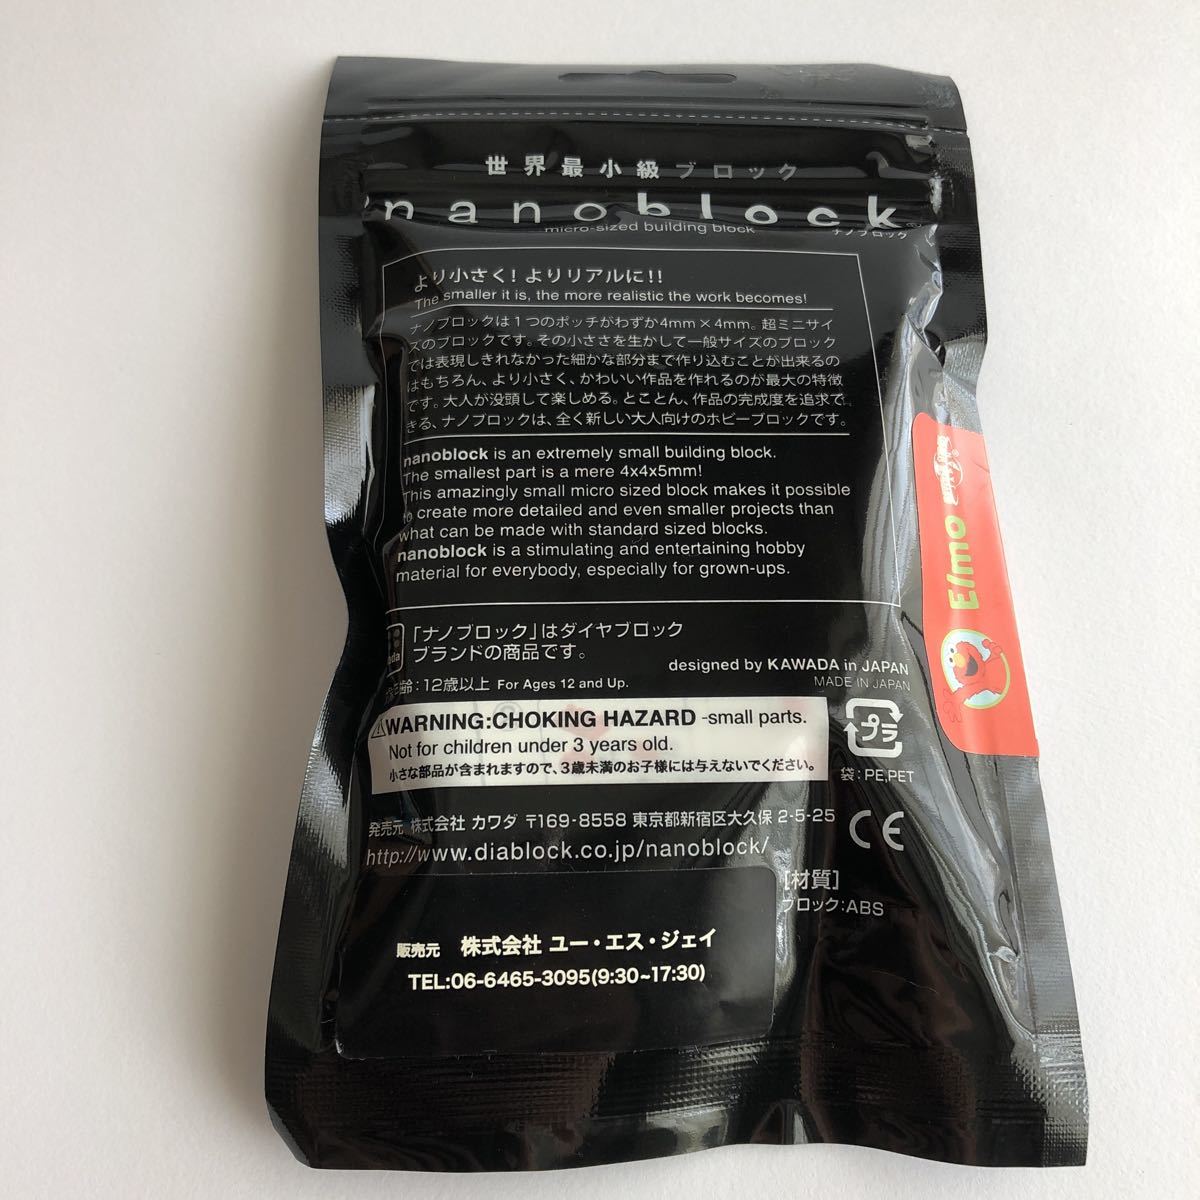 世界最小級ブロック
nanoblock
micro-sized building block
ナノブロック
より小さく！よりリアルに!!
The smaller it is, the more realistic the work becomes!
ナノブロックは1つのポッチがわずか4mm×4mm。超ミニサイ
ズのブロックです。その小ささを生かして一般サイズのブロック
では表現しきれなかった細かな部分まで作り込むことが出来るの
はもちろん、より小さく、かわいい作品を作れるのが最大の特徴
です。大人が没頭して楽しめる。とことん、作品の完成度を追求で
きる、ナノブロックは、全く新しい大人向けのホビーブロックです。
nanoblock is an extremely small building block.
The smallest part is a mere 4x4x5mm!
This amazingly small micro sized block makes it possible
to create more detailed and even smaller projects than
what can be made with standard sized blocks.
nanoblock is a stimulating and entertaining hobby
material for everybody, especially for grown-ups.
「ナノブロック」はダイヤブロック
ブランドの商品です。
designed by KAWADA in JAPAN
MADE IN JAPAN
齢：12歳以上 For Ages 12 and Up.
WARNING:CHOKING HAZARD -small parts.
Not for children under 3 years old.
小さな部品が含まれますので、3歳未満のお子様には与えないでください。
プラ
袋：PE,PET
発売元 株式会社 カワダ 〒169-8558 東京都新宿区大久保 2-5-25
http://www.diablock.co.jp/nanoblock/
CE
[材質]
ブロック：ABS
販売元 株式会社 ユー・エス・ジェイ
TEL:06-6465-3095(9:30~17:30)
Elmo